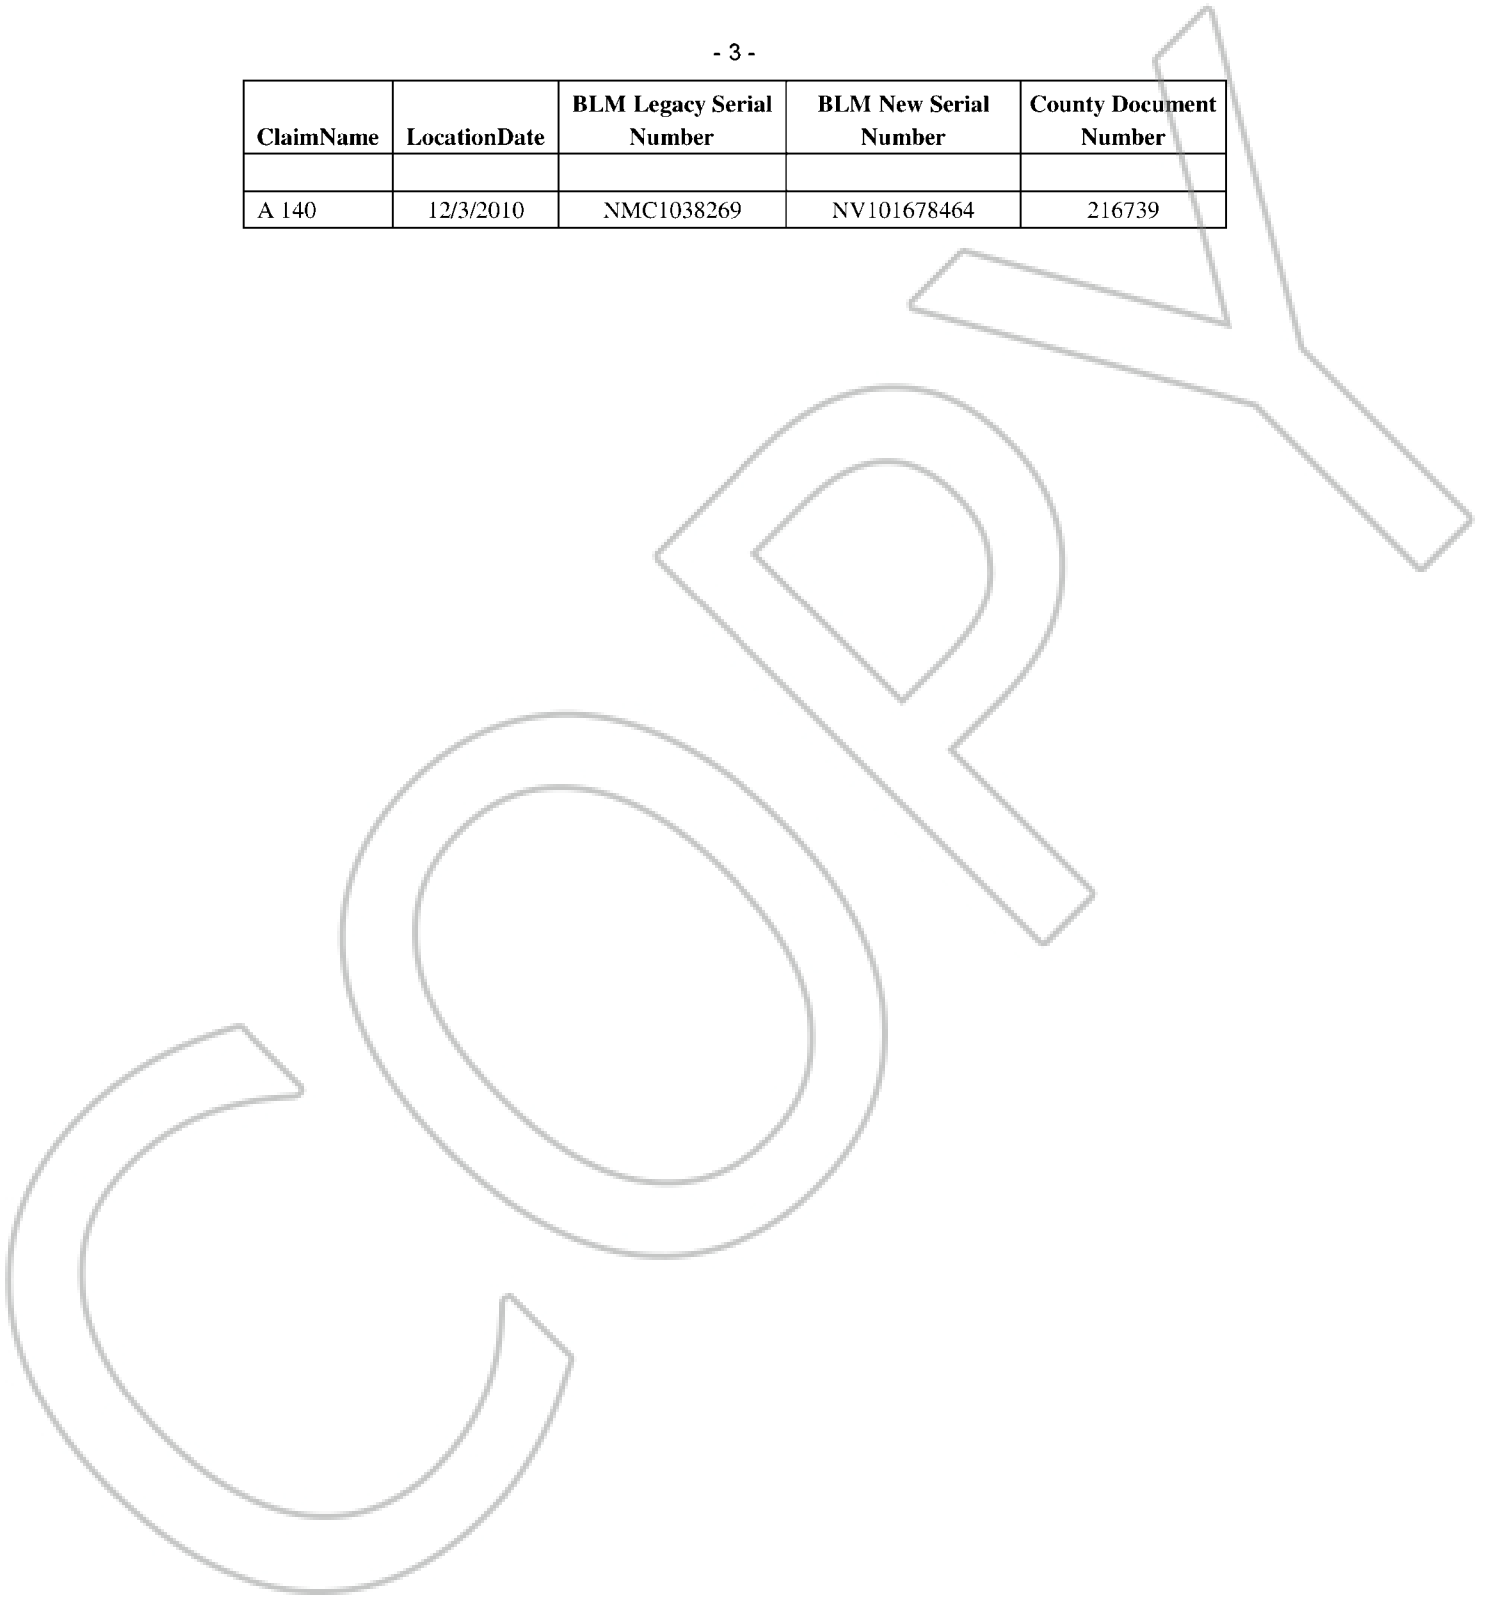 - 3 -
ClaimName LocationDate BLM Legacy Serial Number BLM New Serial Number County Document Number
A 140 12/3/2010 NMC1038269 NV101678464 216739
COPY